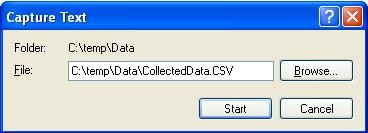 Capture Text
Folder: C:\temp\Data
File: C:\temp\Data\CollectedData.CSV Browse...
Start Cancel